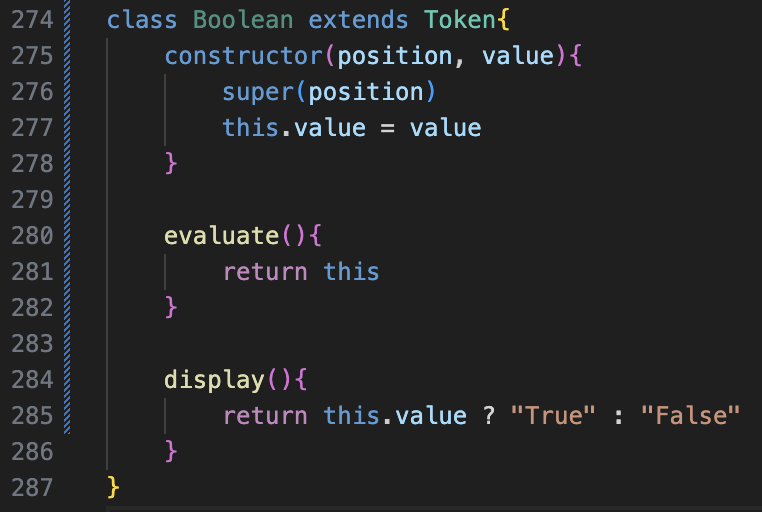 274 class Boolean extends Token{
275     constructor(position, value){
276         super(position)
277         this.value = value
278     }
279
280     evaluate(){
281         return this
282     }
283
284     display(){
285         return this.value ? "True" : "False"
286     }
287 }